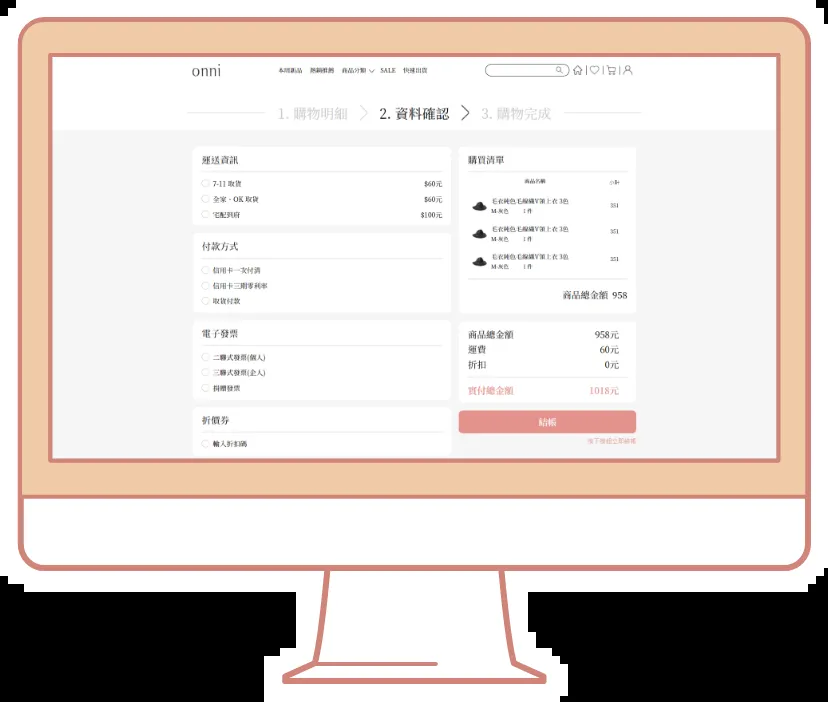 onni
本週新品 熱銷推薦 商品分類 SALE 快速出貨
1. 購物明細 2. 資料確認 3. 購物完成
運送資訊
7-11 取貨 $60元
全家、OK 取貨 $60元
宅配到府 $100元
付款方式
信用卡一次付清
信用卡三期零利率
取貨付款
電子發票
二聯式發票(個人)
三聯式發票(企人)
捐贈發票
折價券
輸入折扣碼
購買清單
商品名稱 小計
毛衣純色毛線織V領上衣 3色
M-灰色 1 件
351
毛衣純色毛線織V領上衣 3色
M-灰色 1 件
351
毛衣純色毛線織V領上衣 3色
M-灰色 1 件
351
商品總金額 958
商品總金額 958元
運費 60元
折扣 0元
實付總金額 1018元
結帳